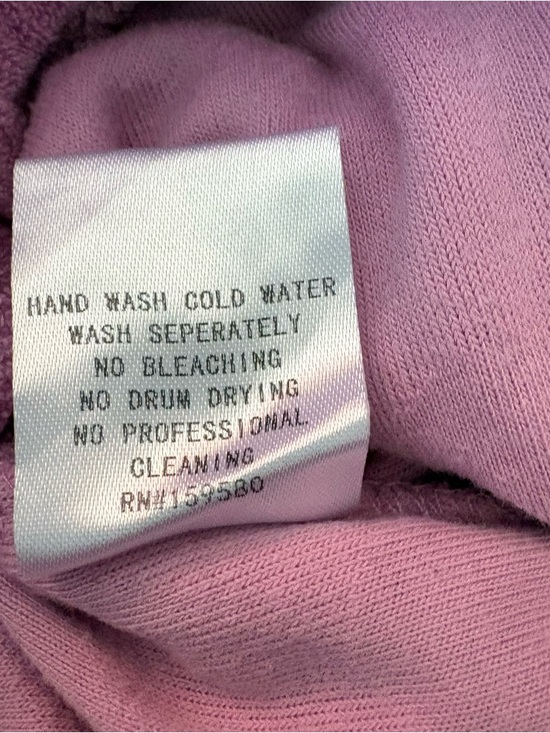 HAND WASH COLD WATER
WASH SEPERATELY
NO BLEACHING
NO DRUM DRYING
NO PROFESSIONAL
CLEANING
RN#159580